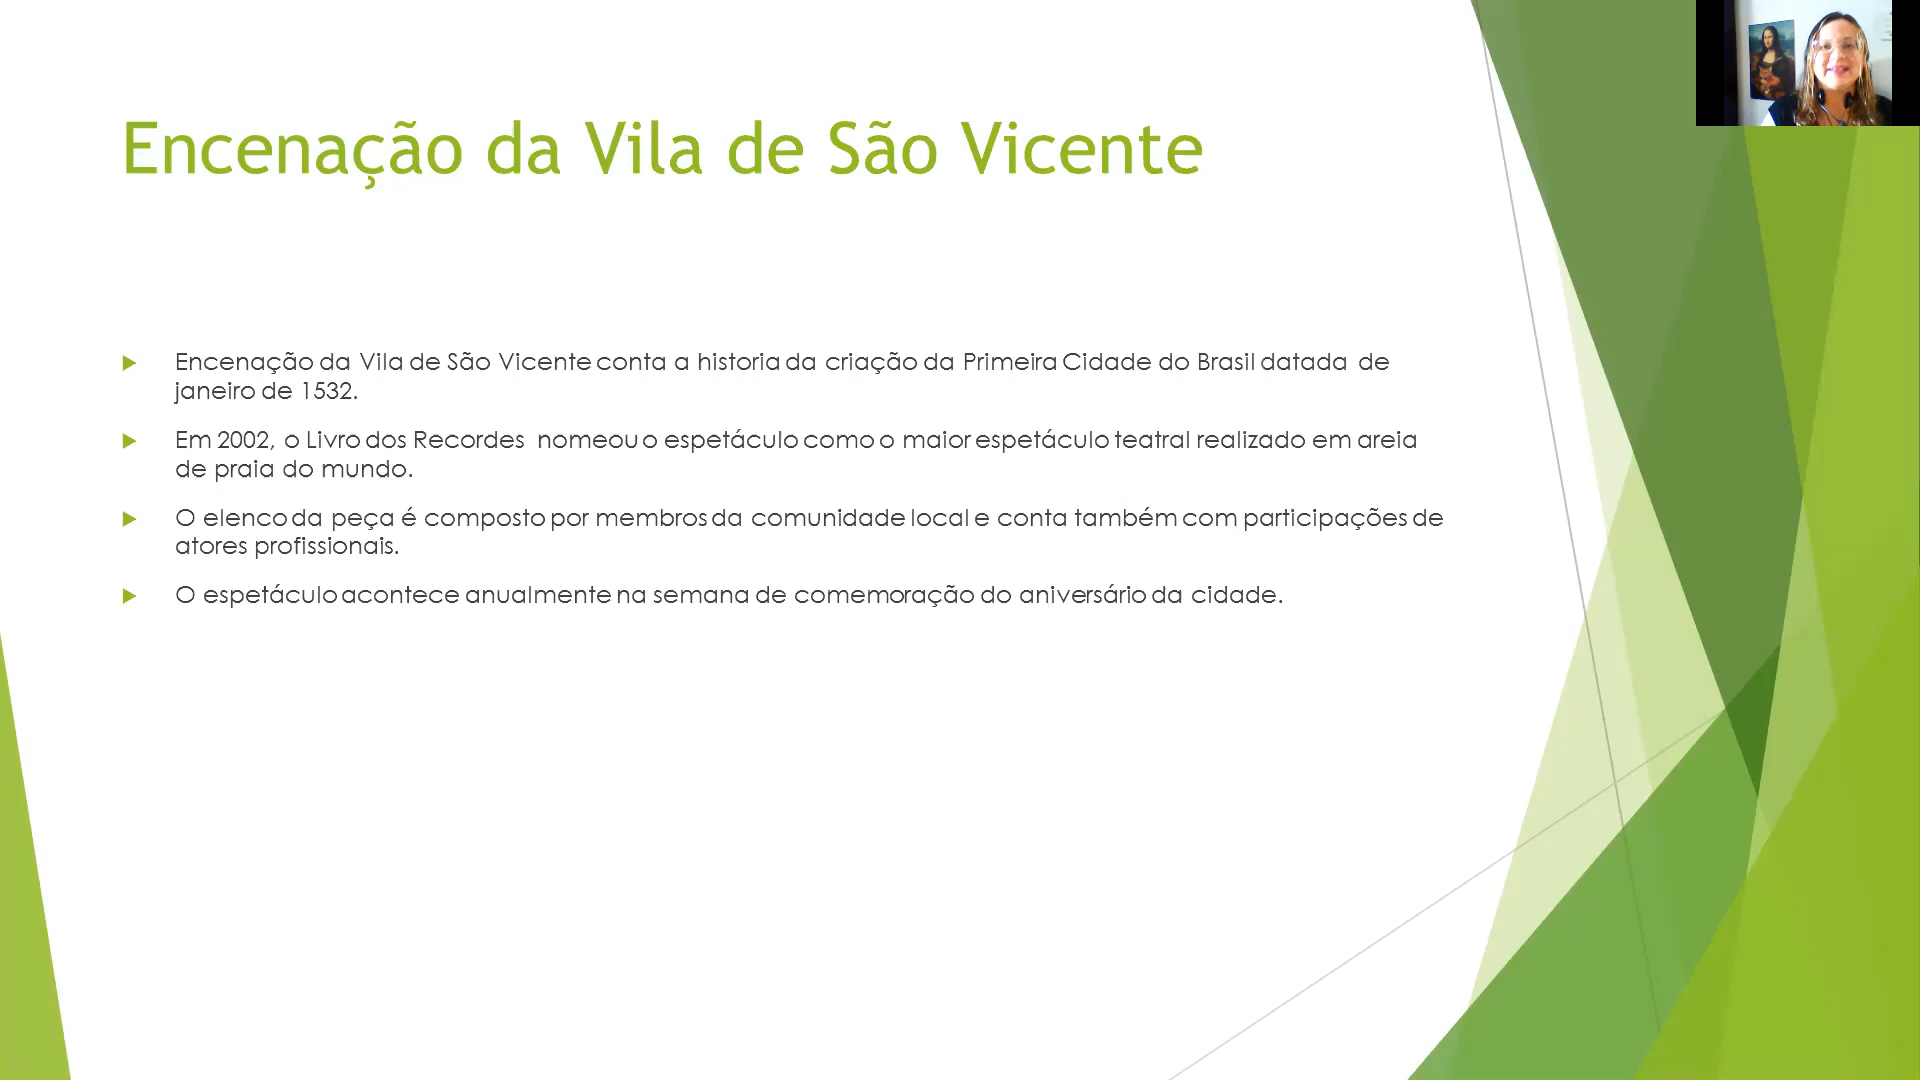 Encenação da Vila de São Vicente
Encenação da Vila de São Vicente conta a historia da criação da Primeira Cidade do Brasil datada de
janeiro de 1532.
Em 2002, o Livro dos Recordes nomeou o espetáculo como o maior espetáculo teatral realizado em areia
de praia do mundo.
O elenco da peça é composto por membros da comunidade local e conta também com participações de
atores profissionais.
O espetáculo acontece anualmente na semana de comemoração do aniversário da cidade.